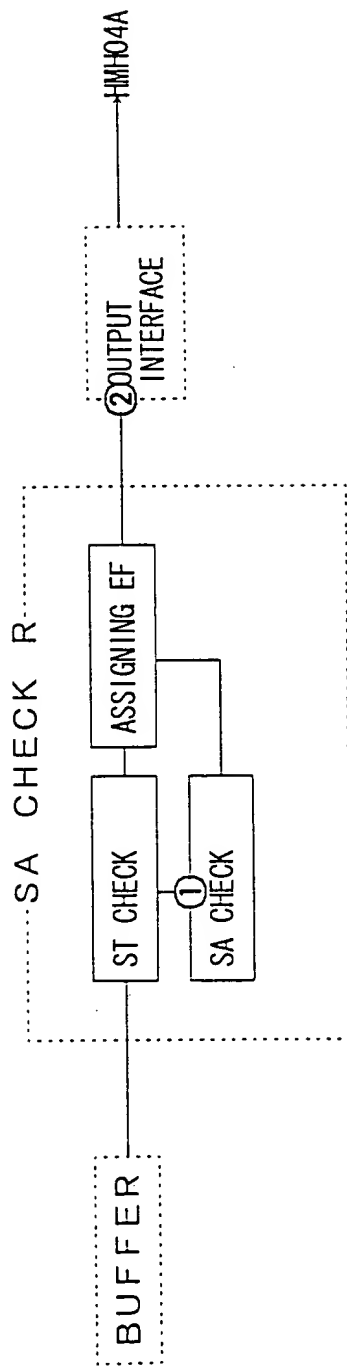 SA CHECK R
BUFFER
ST CHECK
①
SA CHECK
ASSIGNING EF
②
OUTPUT
INTERFACE
HMH04A